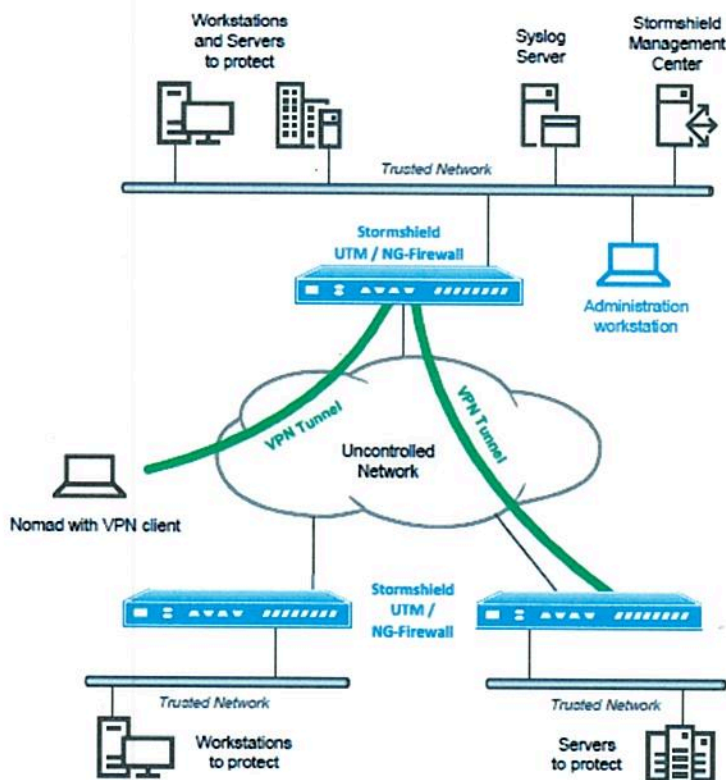 Workstations
and Servers
to protect
Syslog
Server
Stormshield
Management
Center
Trusted Network
Stormshield
UTM / NG-Firewall
Administration
workstation
VPN Tunnel
VPN Tunnel
Uncontrolled
Network
Nomad with VPN client
Stormshield
UTM /
NG-Firewall
Trusted Network
Trusted Network
Workstations
to protect
Servers
to protect